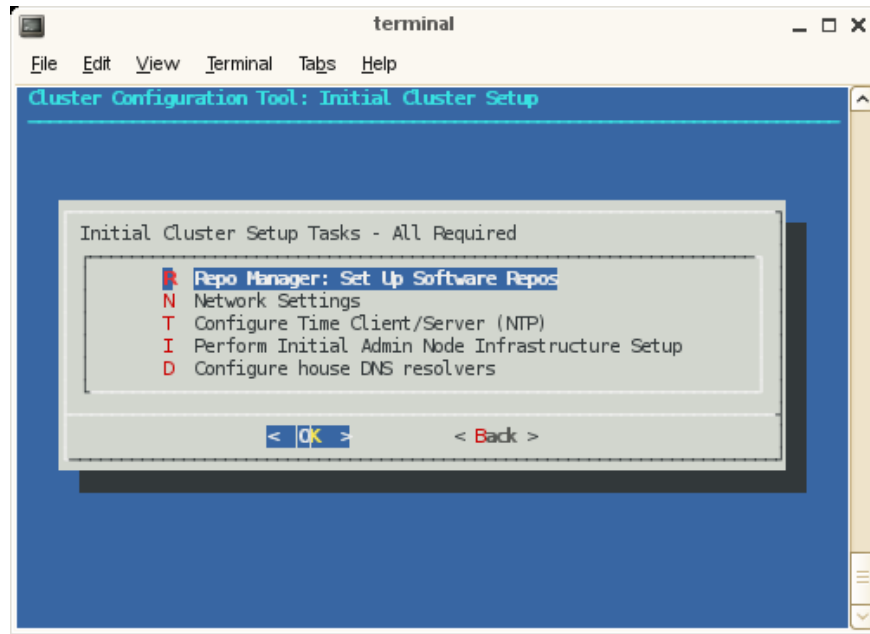 terminal
File Edit View Terminal Tabs Help
Cluster Configuration Tool: Initial Cluster Setup
Initial Cluster Setup Tasks - All Required
R Repo Manager: Set Up Software Repos
N Network Settings
T Configure Time Client/Server (NTP)
I Perform Initial Admin Node Infrastructure Setup
D Configure house DNS resolvers
< OK > < Back >